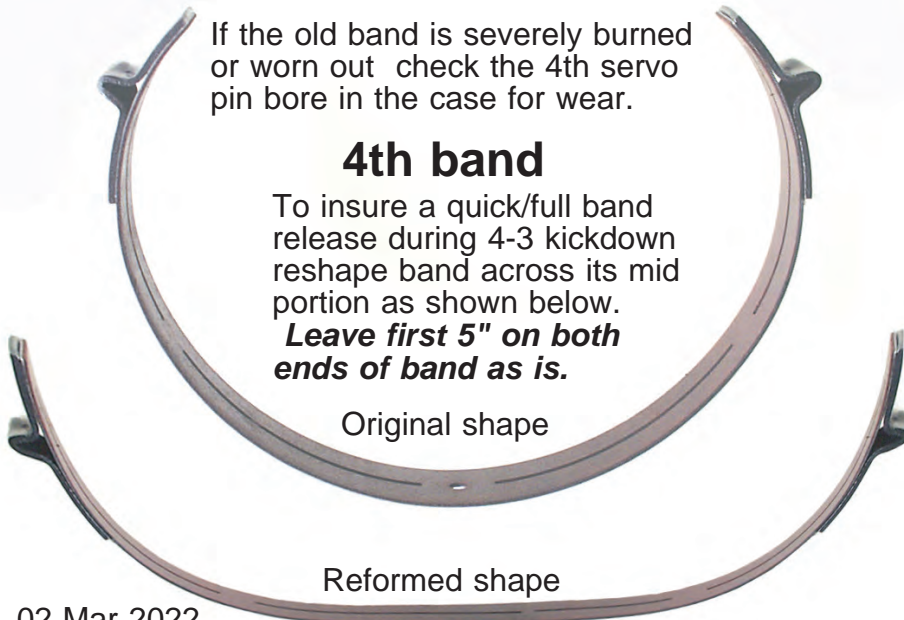 If the old band is severely burned
or worn out check the 4th servo
pin bore in the case for wear.
4th band
To insure a quick/full band
release during 4-3 kickdown
reshape band across its mid
portion as shown below.
Leave first 5" on both
ends of band as is.
Original shape
Reformed shape
02 Mar 2022